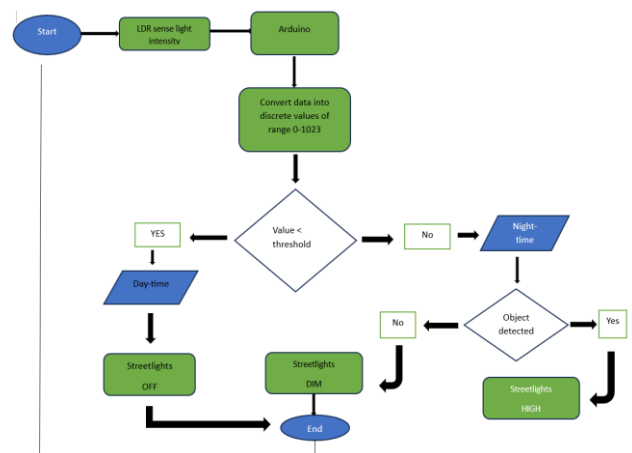 Start
LDR sense light
intensity
Arduino
Convert data into
discrete values of
range 0-1023
Value <
threshold
YES
No
Night-
time
Day-time
Object
detected
No
Yes
Streetlights
OFF
Streetlights
DIM
Streetlights
HIGH
End